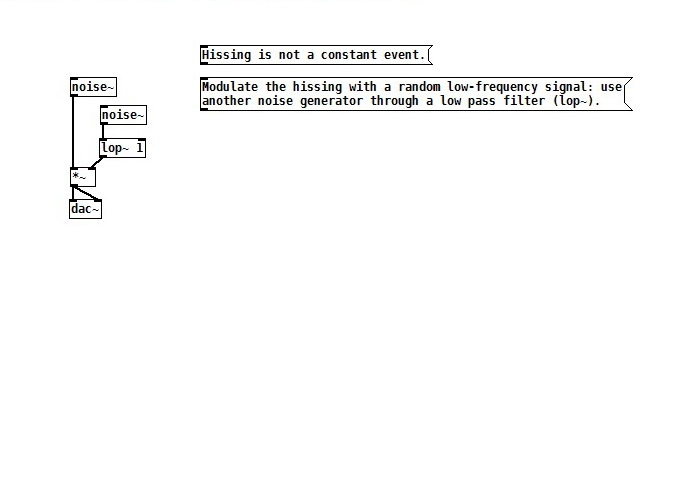 Hissing is not a constant event.
Modulate the hissing with a random low-frequency signal: use
another noise generator through a low pass filter (lop~).
noise~
noise~
lop~ 1
*~
dac~